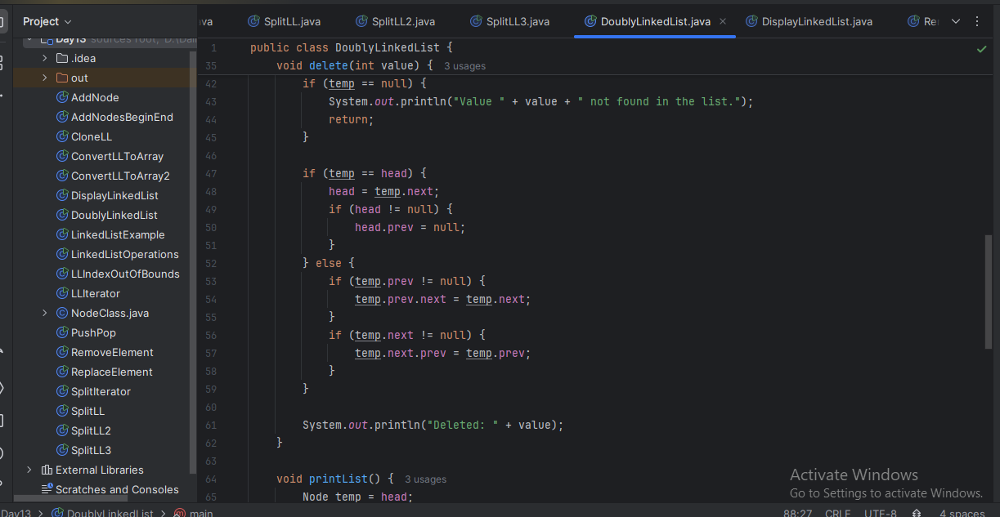 Project
va
SplitLL.java
SplitLL2.java
SplitLL3.java
DoublyLinkedList.java
DisplayLinkedList.java
Re
Day13 sources root,
.idea
out
AddNode
AddNodesBeginEnd
CloneLL
ConvertLLToArray
ConvertLLToArray2
DisplayLinkedList
DoublyLinkedList
LinkedListExample
LinkedListOperations
LLIndexOutOfBounds
LLIterator
NodeClass.java
PushPop
RemoveElement
ReplaceElement
SplitIterator
SplitLL
SplitLL2
SplitLL3
External Libraries
Scratches and Consoles
1 public class DoublyLinkedList {
35 void delete(int value) { 3 usages
42 if (temp == null) {
43 System.out.println("Value " + value + " not found in the list.");
44 return;
45 }
46
47 if (temp == head) {
48 head = temp.next;
49 if (head != null) {
50 head.prev = null;
51 }
52 } else {
53 if (temp.prev != null) {
54 temp.prev.next = temp.next;
55 }
56 if (temp.next != null) {
57 temp.next.prev = temp.prev;
58 }
59 }
60
61 System.out.println("Deleted: " + value);
62 }
63
64 void printList() { 3 usages
65 Node temp = head;
Activate Windows
Go to Settings to activate Windows.
Day13 > DoublyLinkedList > main
88:27 CRLF UTF-8 4 spaces